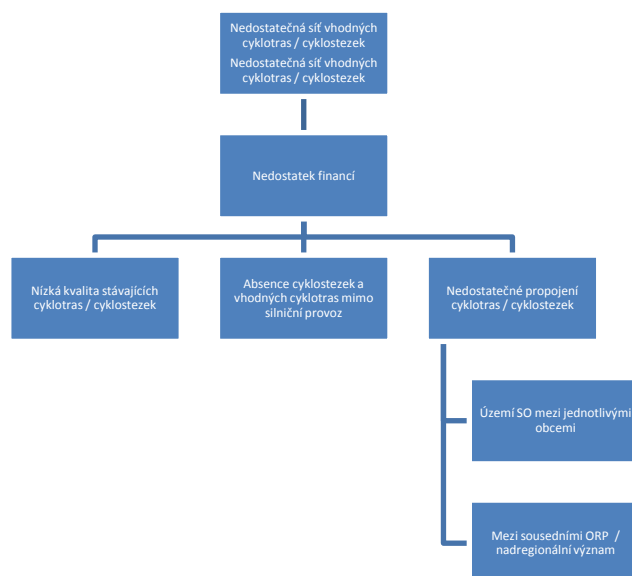 Nedostatečná síť vhodných
cyklotras / cyklostezek
Nedostatečná síť vhodných
cyklotras / cyklostezek
Nedostatek financí
Nízká kvalita stávajících
cyklotras / cyklostezek
Absence cyklostezek a
vhodných cyklotras mimo
silniční provoz
Nedostatečné propojení
cyklotras / cyklostezek
Území SO mezi jednotlivými
obcemi
Mezi sousedními ORP /
nadregionální význam